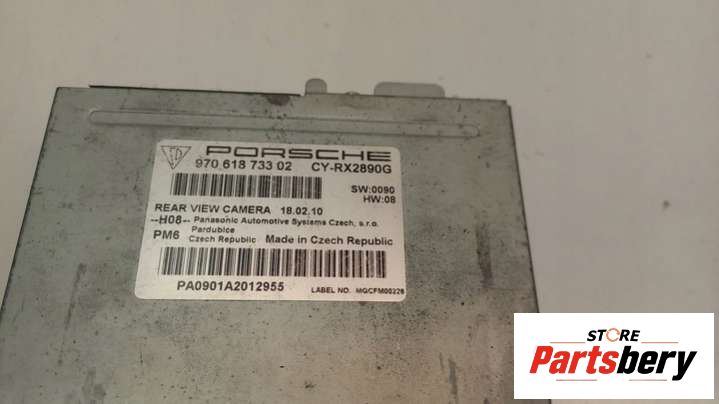 PORSCHE
970 618 733 02 CY-RX2890G
SW:0090
HW:08
REAR VIEW CAMERA 18.02.10
--H08-- Panasonic Automotive Systems Czech, s.r.o.
Pardubice
PM6 Czech Republic Made in Czech Republic
PA0901A2012955 LABEL NO. MGCFM00226
STORE
Partsbery